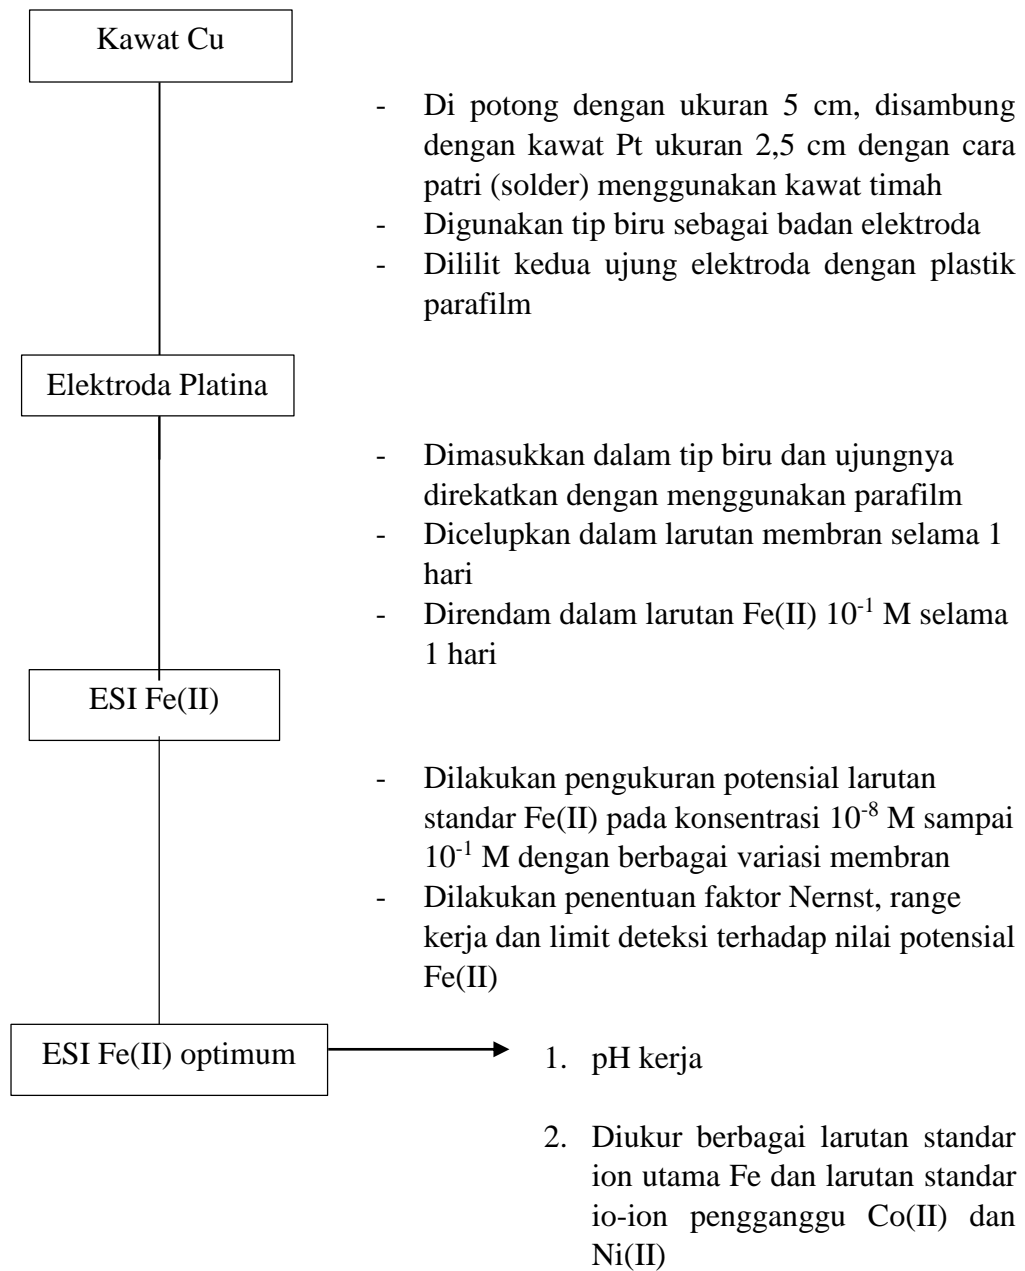 Kawat Cu
- Di potong dengan ukuran 5 cm, disambung
dengan kawat Pt ukuran 2,5 cm dengan cara
patri (solder) menggunakan kawat timah
- Digunakan tip biru sebagai badan elektroda
- Dililit kedua ujung elektroda dengan plastik
parafilm
Elektroda Platina
- Dimasukkan dalam tip biru dan ujungnya
direkatkan dengan menggunakan parafilm
- Dicelupkan dalam larutan membran selama 1
hari
- Direndam dalam larutan Fe(II) 10⁻¹ M selama
1 hari
ESI Fe(II)
- Dilakukan pengukuran potensial larutan
standar Fe(II) pada konsentrasi 10⁻⁸ M sampai
10⁻¹ M dengan berbagai variasi membran
- Dilakukan penentuan faktor Nernst, range
kerja dan limit deteksi terhadap nilai potensial
Fe(II)
ESI Fe(II) optimum
1. pH kerja
2. Diukur berbagai larutan standar
ion utama Fe dan larutan standar
io-ion pengganggu Co(II) dan
Ni(II)